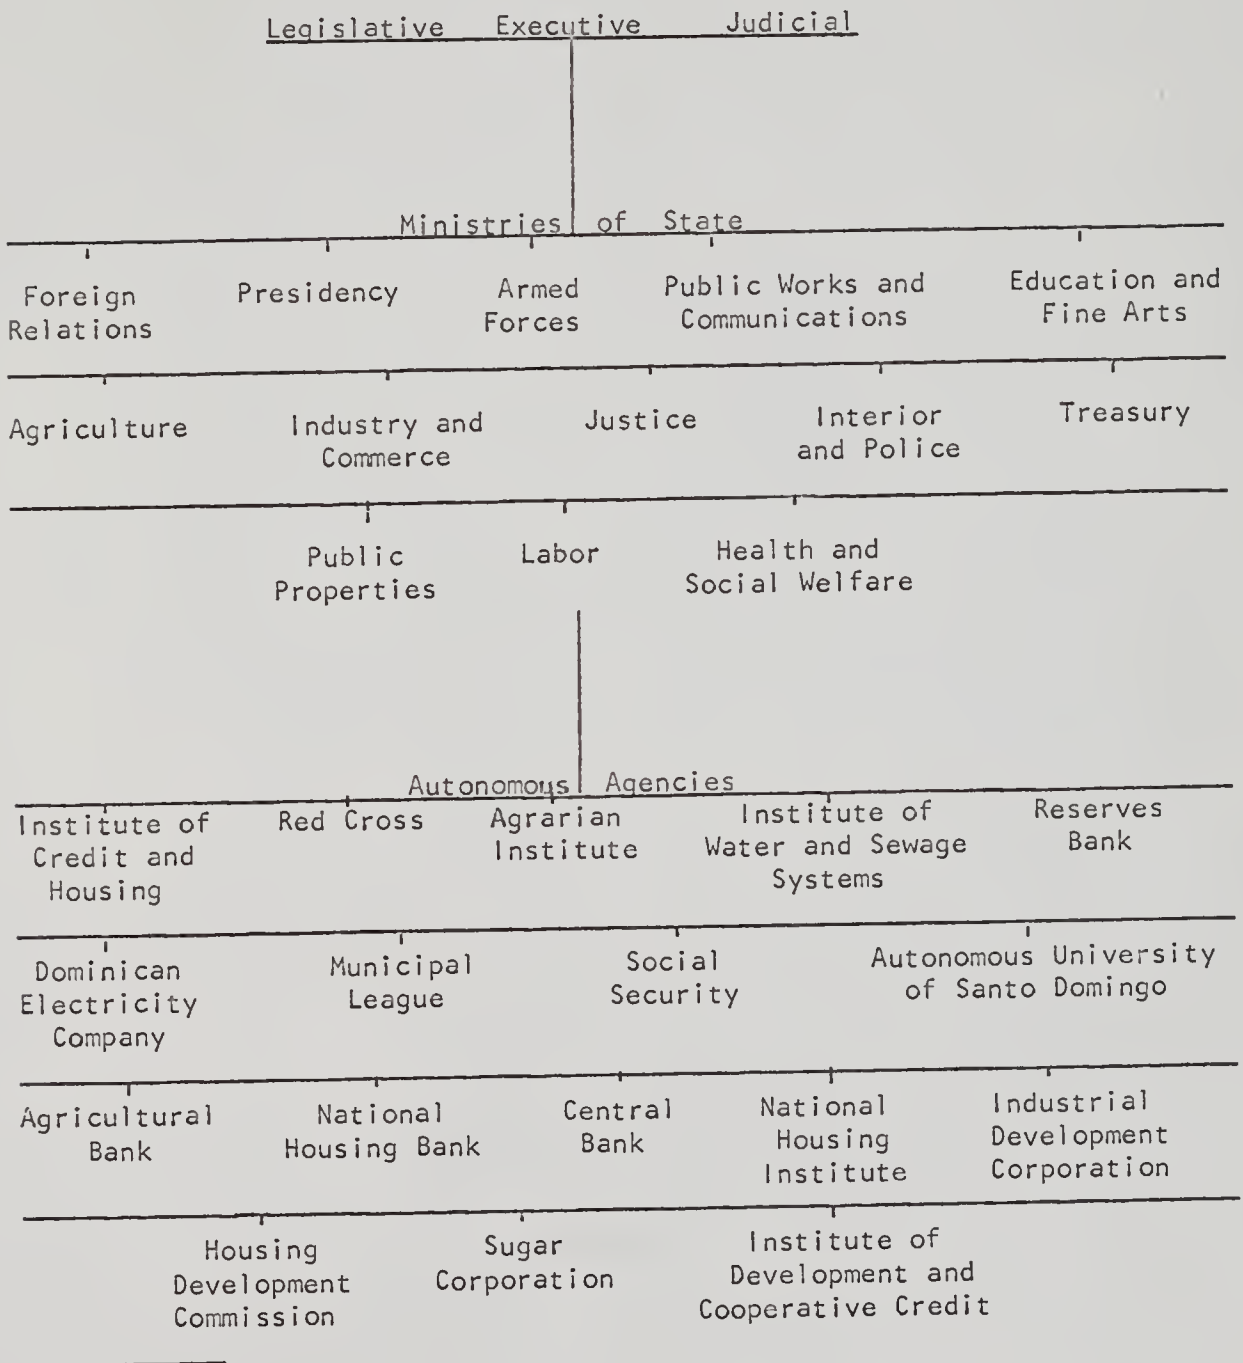 Legislative Executive Judicial
Ministries of State
Foreign
Relations
Presidency
Armed
Forces
Public Works and
Communications
Education and
Fine Arts
Agriculture
Industry and
Commerce
Justice
Interior
and Police
Treasury
Public
Properties
Labor
Health and
Social Welfare
Autonomous Agencies
Institute of
Credit and
Housing
Red Cross
Agrarian
Institute
Institute of
Water and Sewage
Systems
Reserves
Bank
Dominican
Electricity
Company
Municipal
League
Social
Security
Autonomous University
of Santo Domingo
Agricultural
Bank
National
Housing Bank
Central
Bank
National
Housing
Institute
Industrial
Development
Corporation
Housing
Development
Commission
Sugar
Corporation
Institute of
Development and
Cooperative Credit